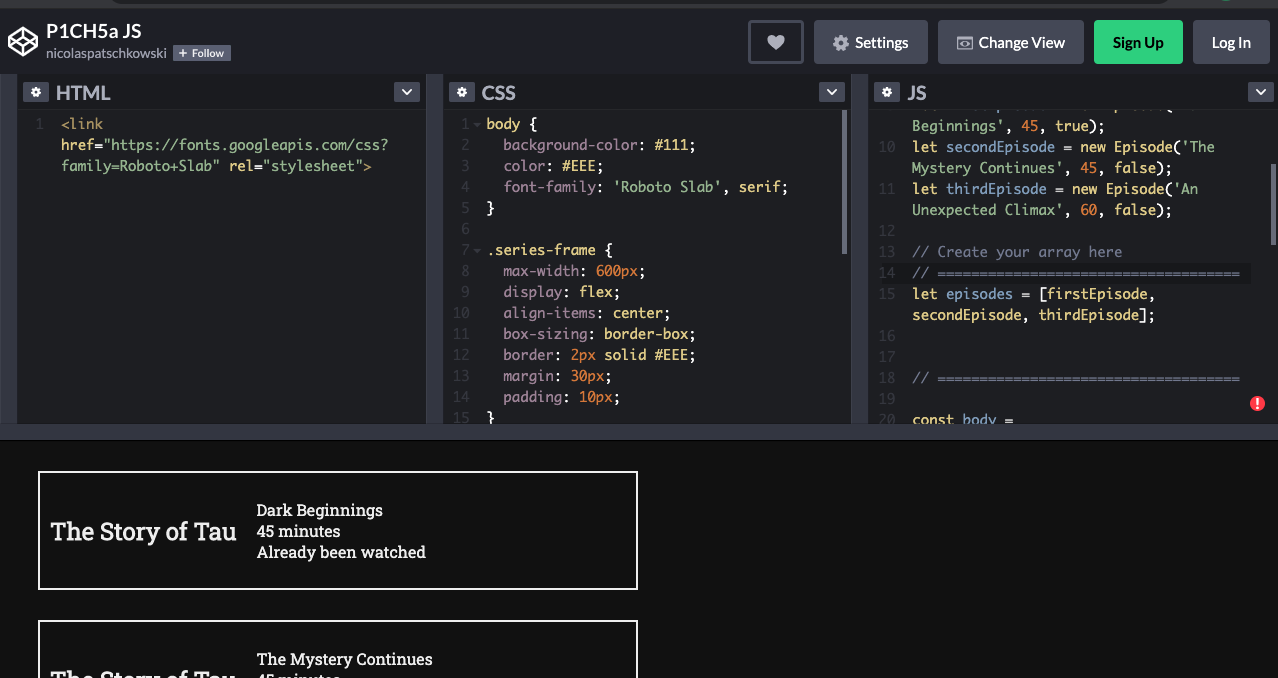 P1CH5a JS
nicolaspatschkowski + Follow
Settings
Change View
Sign Up
Log In
HTML
1 <link
href="https://fonts.googleapis.com/css?
family=Roboto+Slab" rel="stylesheet">
CSS
1 body {
2 background-color: #111;
3 color: #EEE;
4 font-family: 'Roboto Slab', serif;
5 }
6
7 .series-frame {
8 max-width: 600px;
9 display: flex;
10 align-items: center;
11 box-sizing: border-box;
12 border: 2px solid #EEE;
13 margin: 30px;
14 padding: 10px;
15 }
JS
Beginnings', 45, true);
10 let secondEpisode = new Episode('The
Mystery Continues', 45, false);
11 let thirdEpisode = new Episode('An
Unexpected Climax', 60, false);
12
13 // Create your array here
14 // ====================================
15 let episodes = [firstEpisode,
secondEpisode, thirdEpisode];
16
17
18 // ====================================
19
20 const body =
The Story of Tau
Dark Beginnings
45 minutes
Already been watched
The Story of Tau
The Mystery Continues
45 minutes